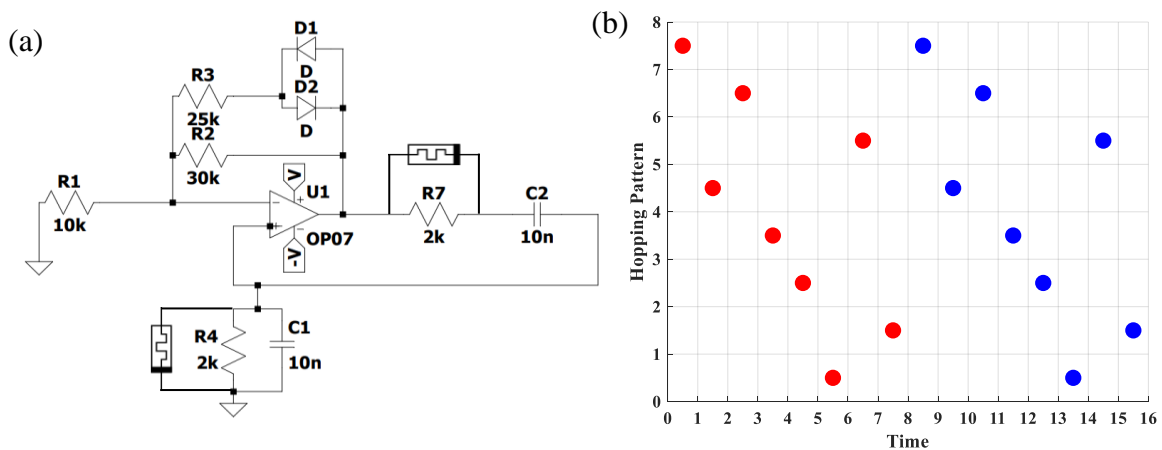 (a)
D1
D
D2
D
R3
25k
R2
30k
R1
10k
V
U1
+
−
+
−
OP07
-V
R7
2k
C2
10n
R4
2k
C1
10n
(b)
Hopping Pattern
8
7
6
5
4
3
2
1
0
0 1 2 3 4 5 6 7 8 9 10 11 12 13 14 15 16
Time